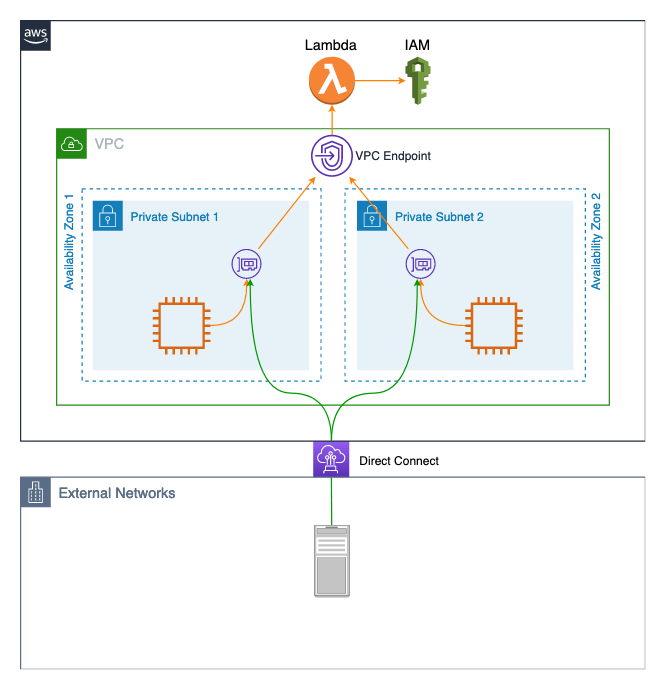 aws
Lambda
IAM
VPC
VPC Endpoint
Availability Zone 1
Private Subnet 1
Private Subnet 2
Availability Zone 2
Direct Connect
External Networks